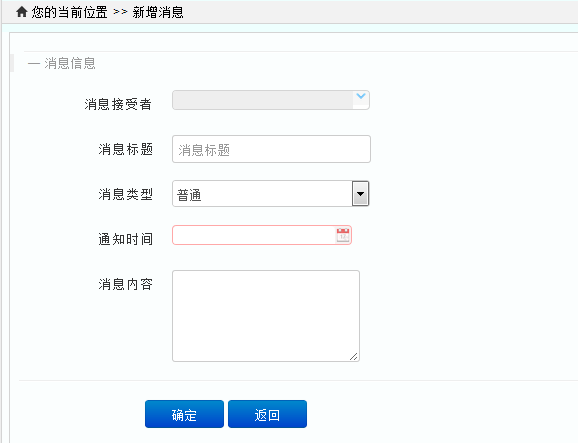 您的当前位置 >> 新增消息
— 消息信息
消息接受者
消息标题 消息标题
消息类型 普通
通知时间
消息内容
确定 返回